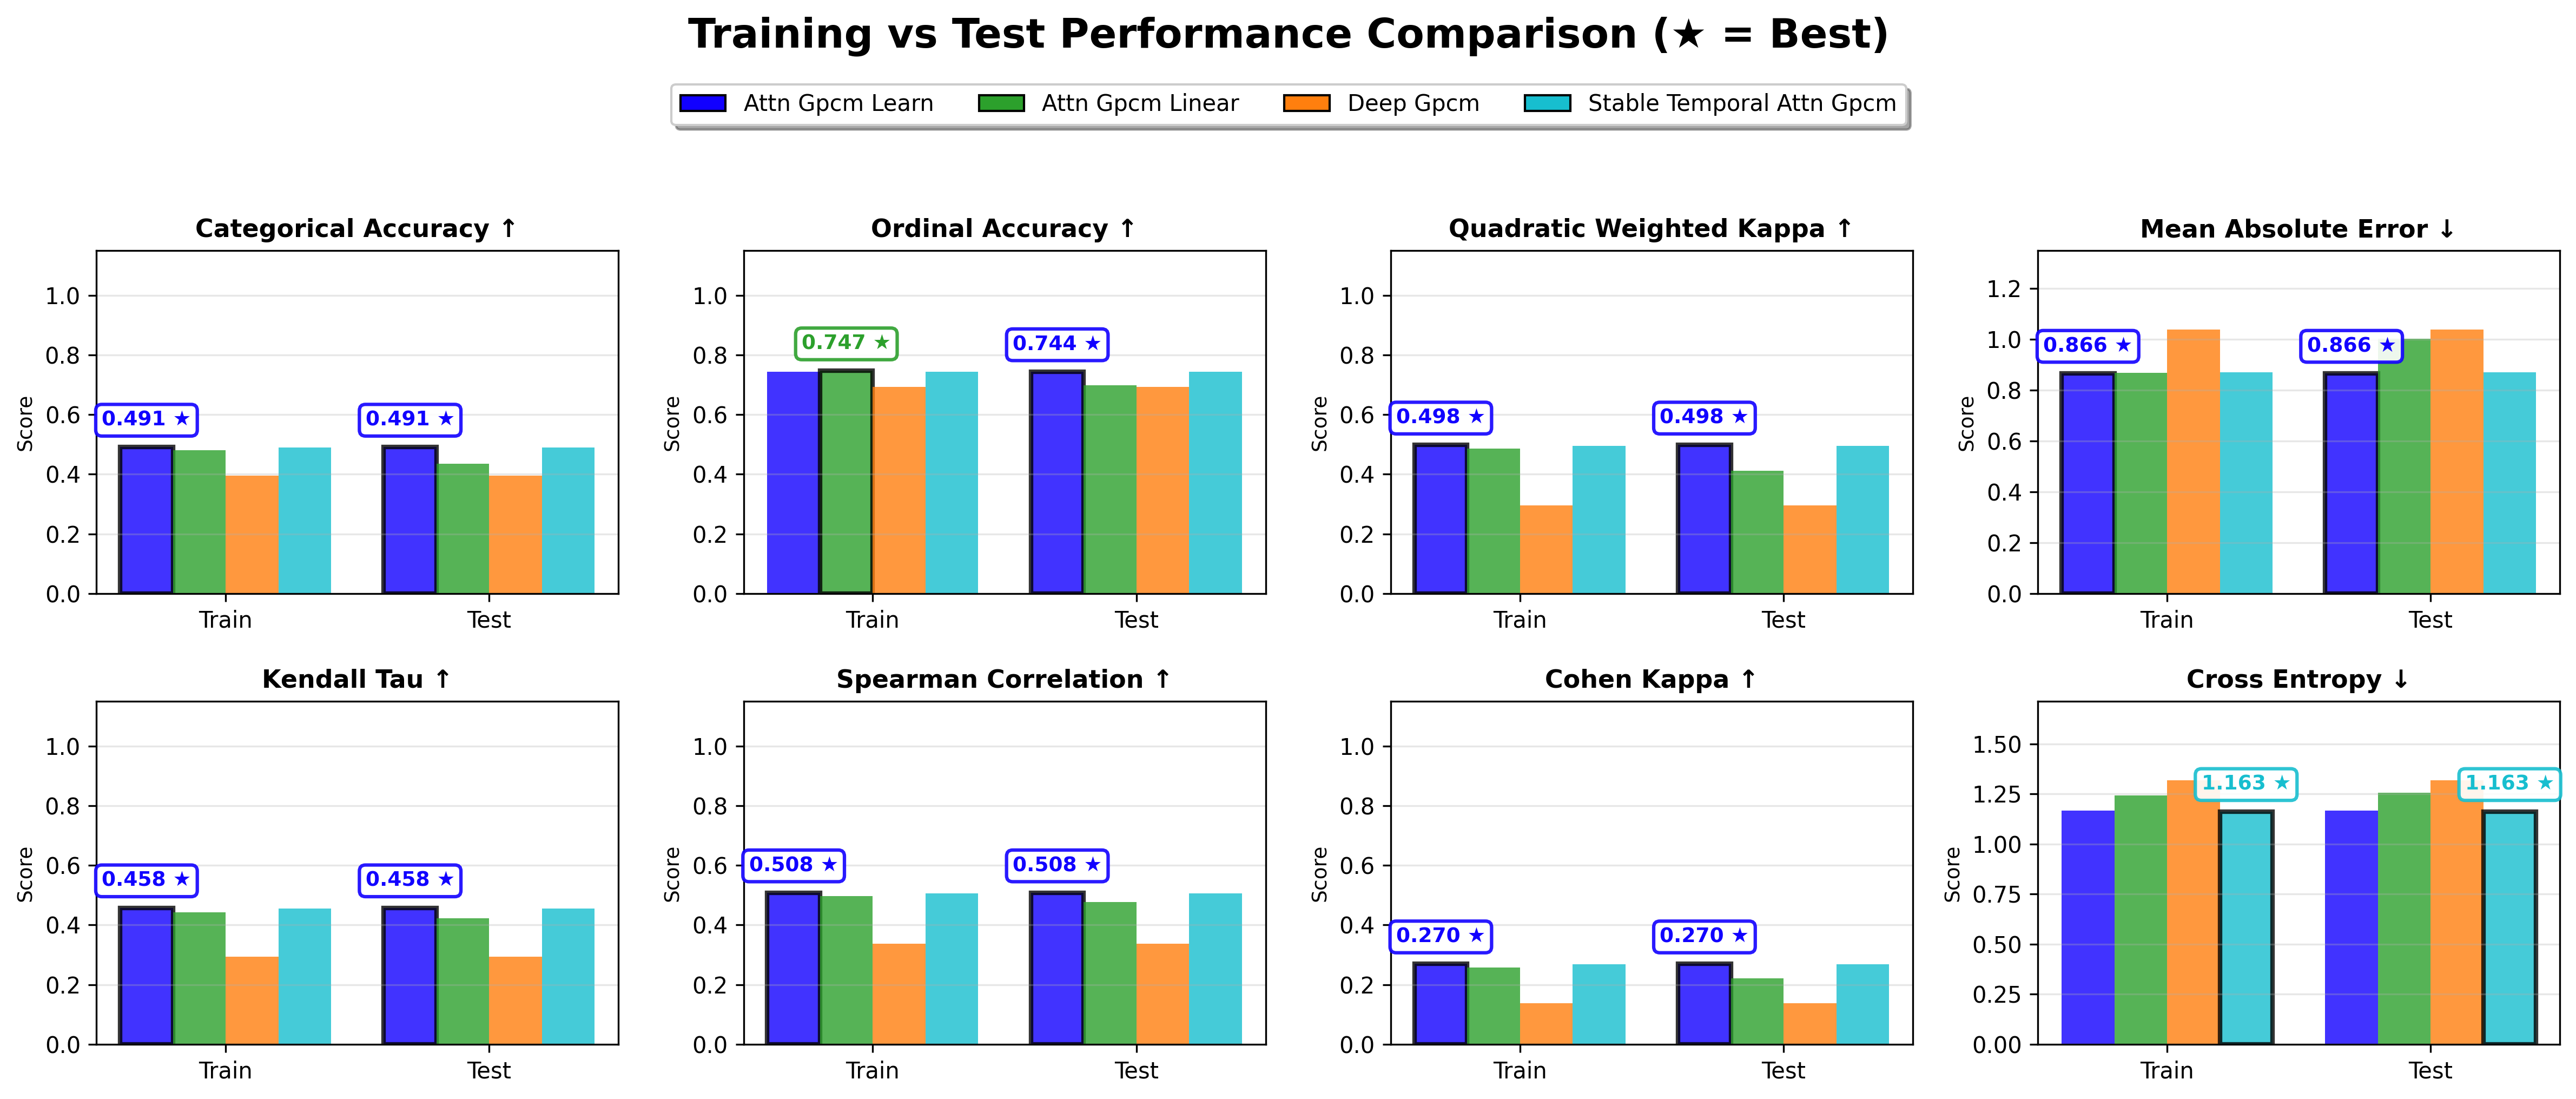 Training vs Test Performance Comparison (★ = Best)
Attn Gpcm Learn Attn Gpcm Linear Deep Gpcm Stable Temporal Attn Gpcm
Categorical Accuracy ↑
Score
1.0
0.8
0.6
0.4
0.2
0.0
0.491 ★
0.491 ★
Train
Test
Ordinal Accuracy ↑
Score
1.0
0.8
0.6
0.4
0.2
0.0
0.747 ★
0.744 ★
Train
Test
Quadratic Weighted Kappa ↑
Score
1.0
0.8
0.6
0.4
0.2
0.0
0.498 ★
0.498 ★
Train
Test
Mean Absolute Error ↓
Score
1.2
1.0
0.8
0.6
0.4
0.2
0.0
0.866 ★
0.866 ★
Train
Test
Kendall Tau ↑
Score
1.0
0.8
0.6
0.4
0.2
0.0
0.458 ★
0.458 ★
Train
Test
Spearman Correlation ↑
Score
1.0
0.8
0.6
0.4
0.2
0.0
0.508 ★
0.508 ★
Train
Test
Cohen Kappa ↑
Score
1.0
0.8
0.6
0.4
0.2
0.0
0.270 ★
0.270 ★
Train
Test
Cross Entropy ↓
Score
1.50
1.25
1.00
0.75
0.50
0.25
0.00
1.163 ★
1.163 ★
Train
Test